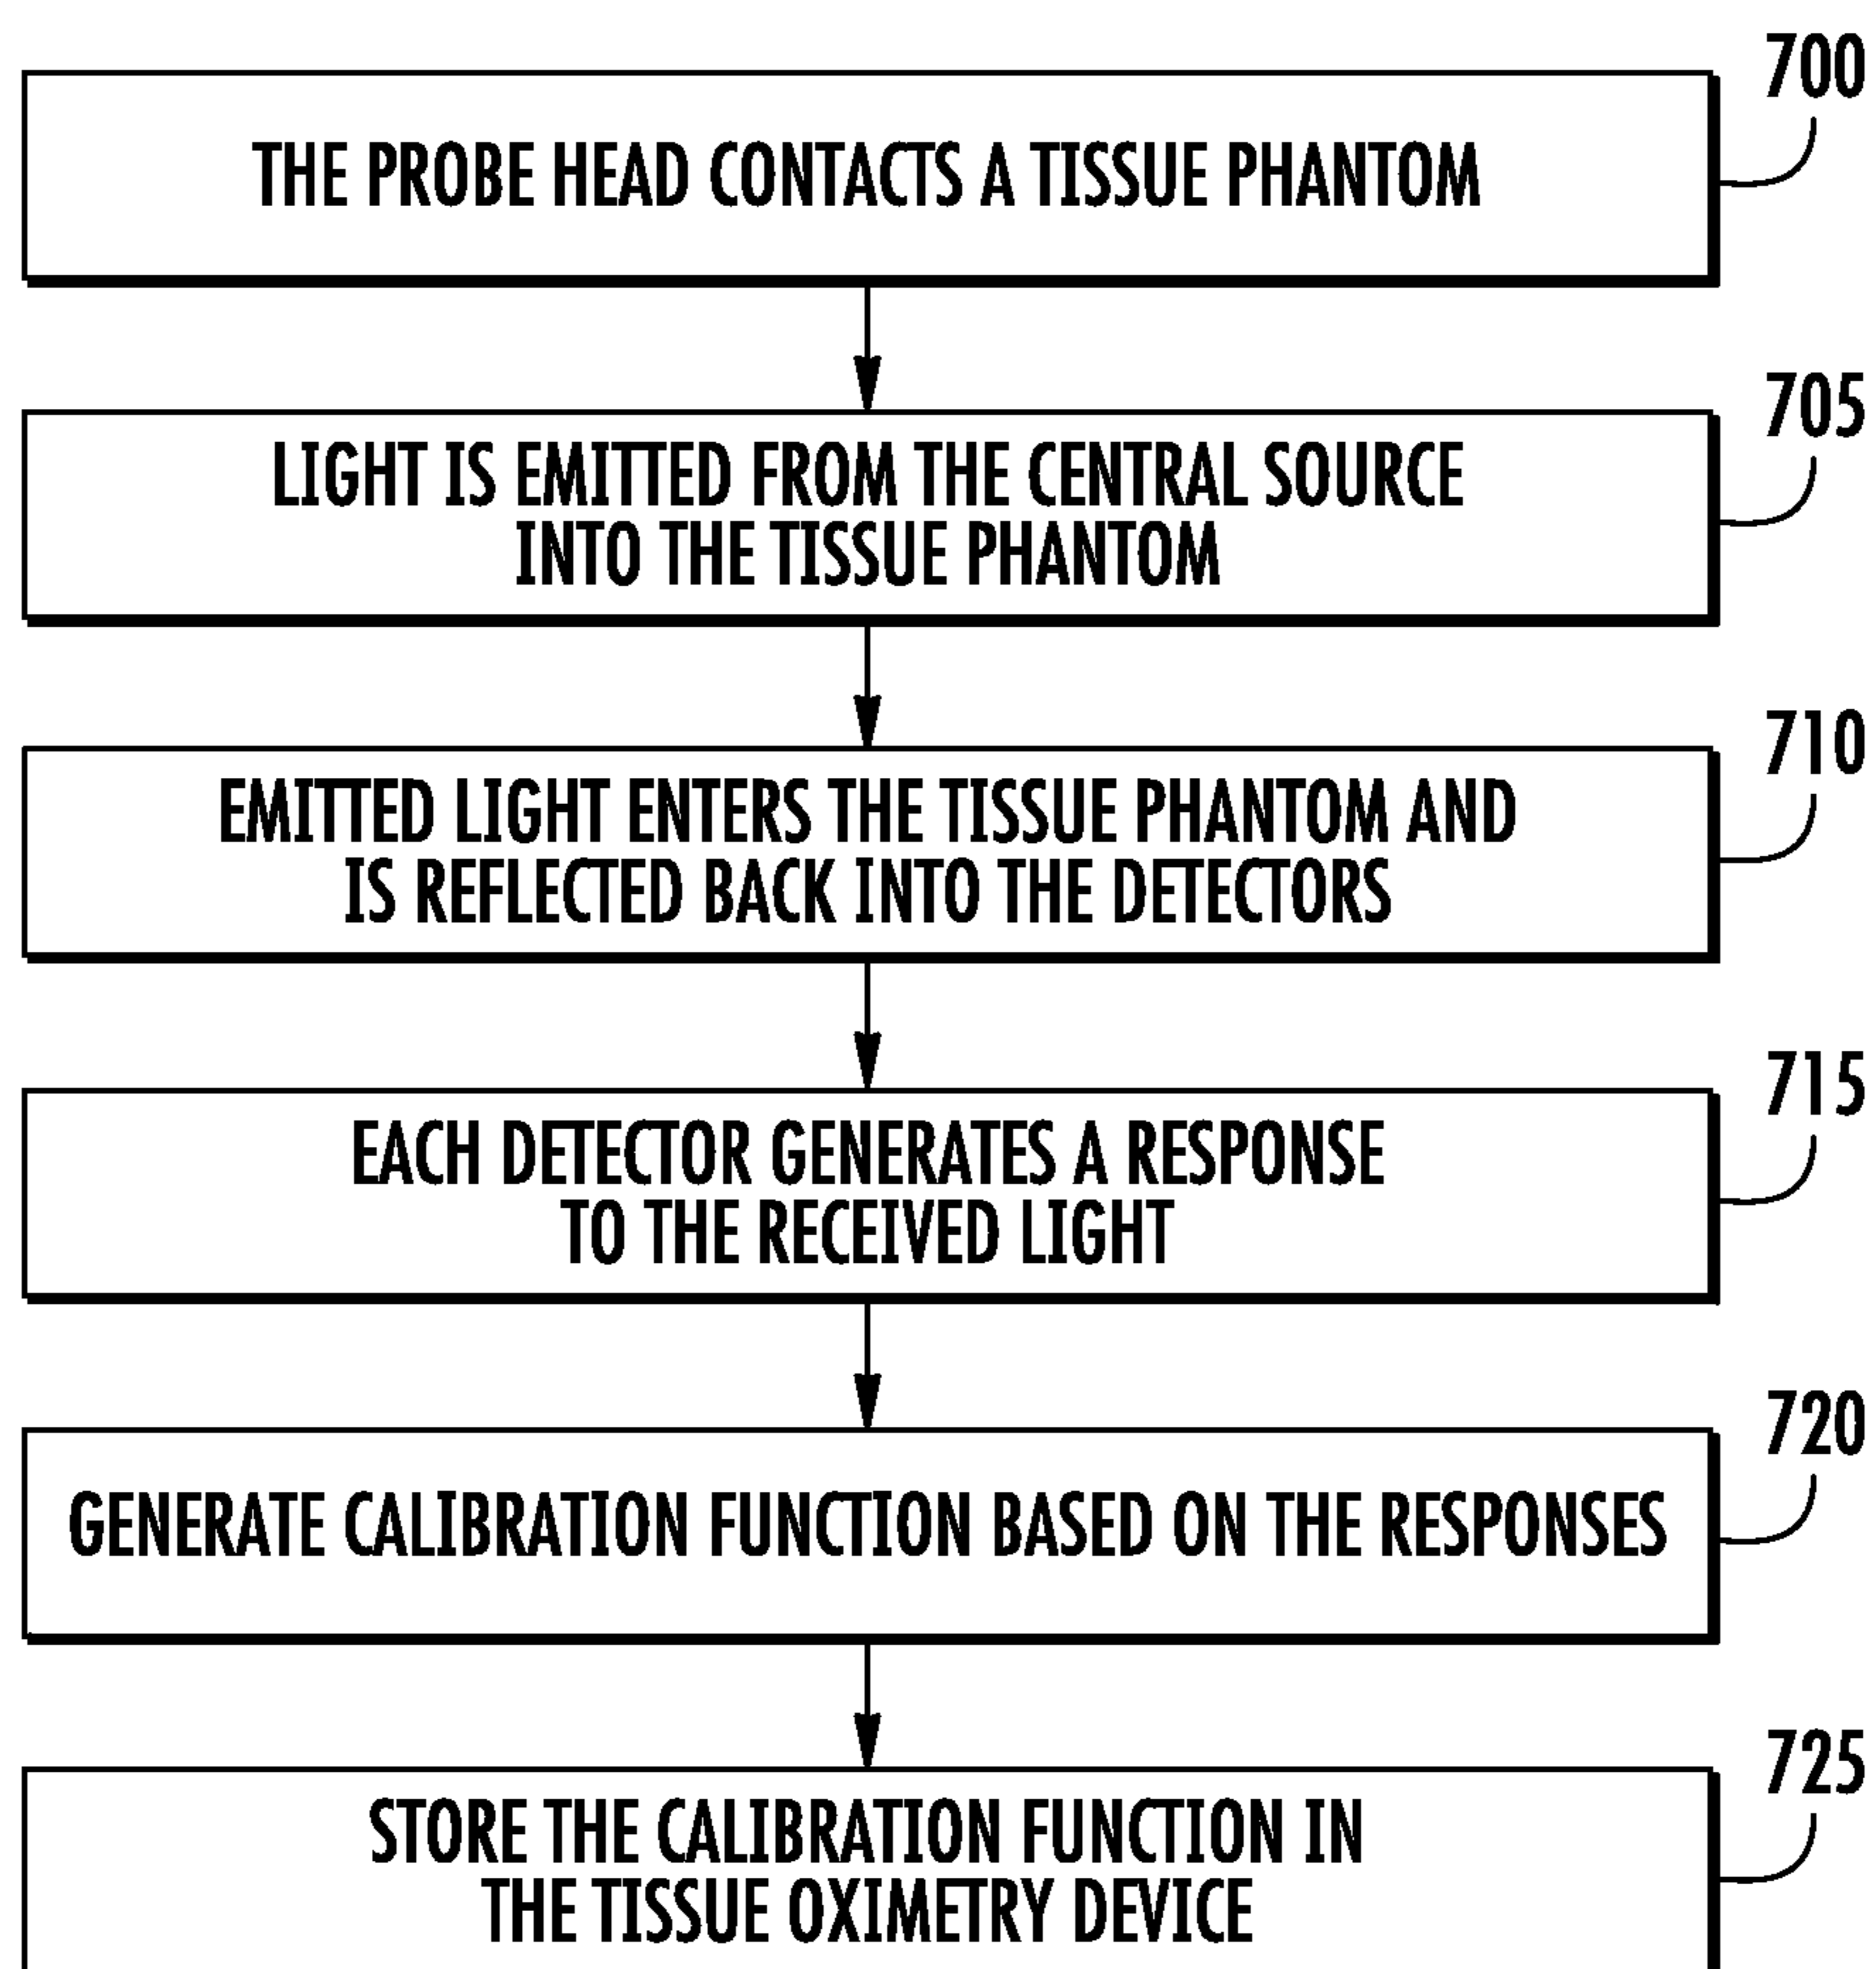 700
THE PROBE HEAD CONTACTS A TISSUE PHANTOM
705
LIGHT IS EMITTED FROM THE CENTRAL SOURCE
INTO THE TISSUE PHANTOM
710
EMITTED LIGHT ENTERS THE TISSUE PHANTOM AND
IS REFLECTED BACK INTO THE DETECTORS
715
EACH DETECTOR GENERATES A RESPONSE
TO THE RECEIVED LIGHT
720
GENERATE CALIBRATION FUNCTION BASED ON THE RESPONSES
725
STORE THE CALIBRATION FUNCTION IN
THE TISSUE OXIMETRY DEVICE